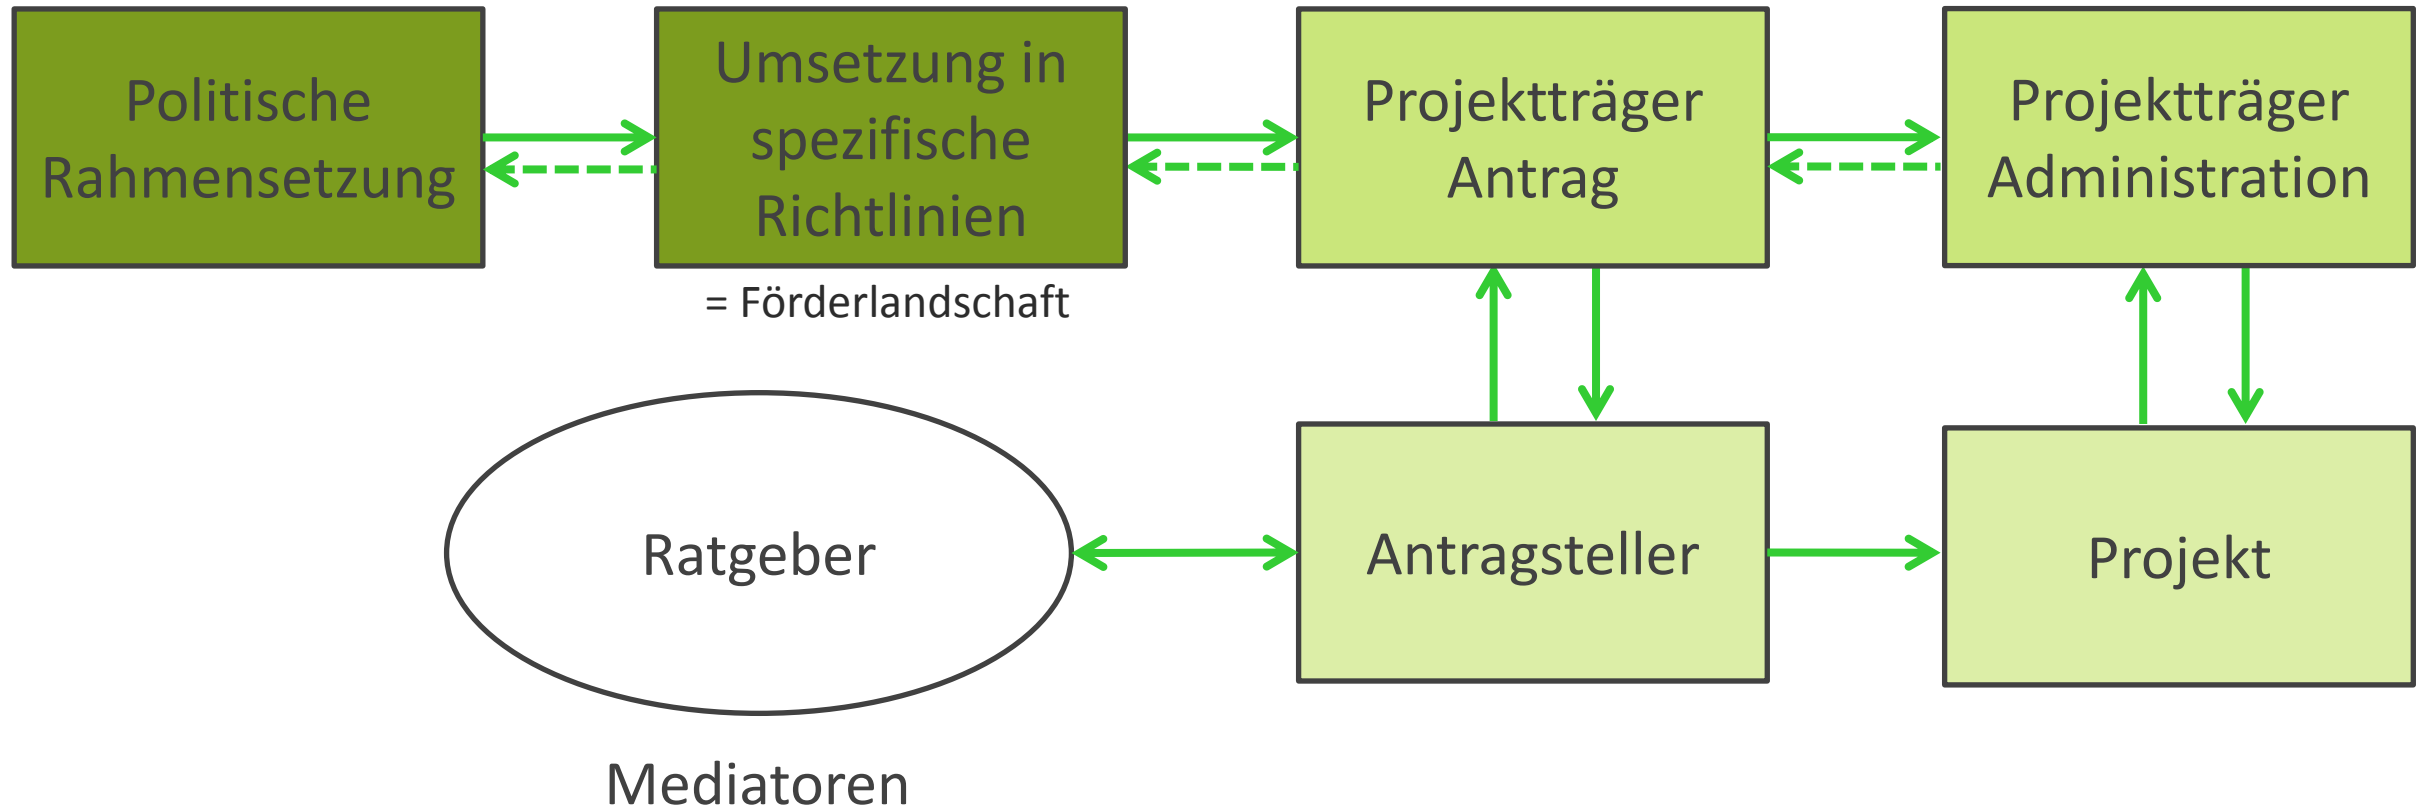 Politische
Rahmensetzung
Umsetzung in
spezifische
Richtlinien
Projektträger
Antrag
Projektträger
Administration
= Förderlandschaft
Ratgeber
Antragsteller
Projekt
Mediatoren